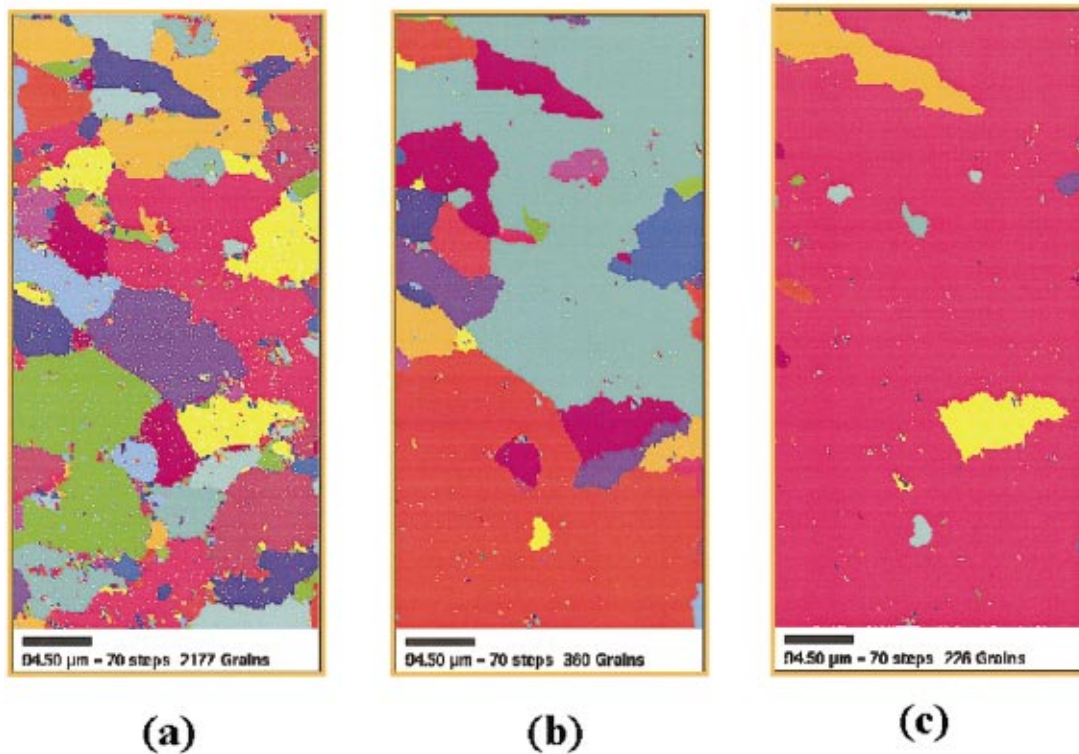 94.50 µm = 70 steps 2177 Grains
94.50 µm = 70 steps 360 Grains
94.50 µm = 70 steps 226 Grains
(a)
(b)
(c)